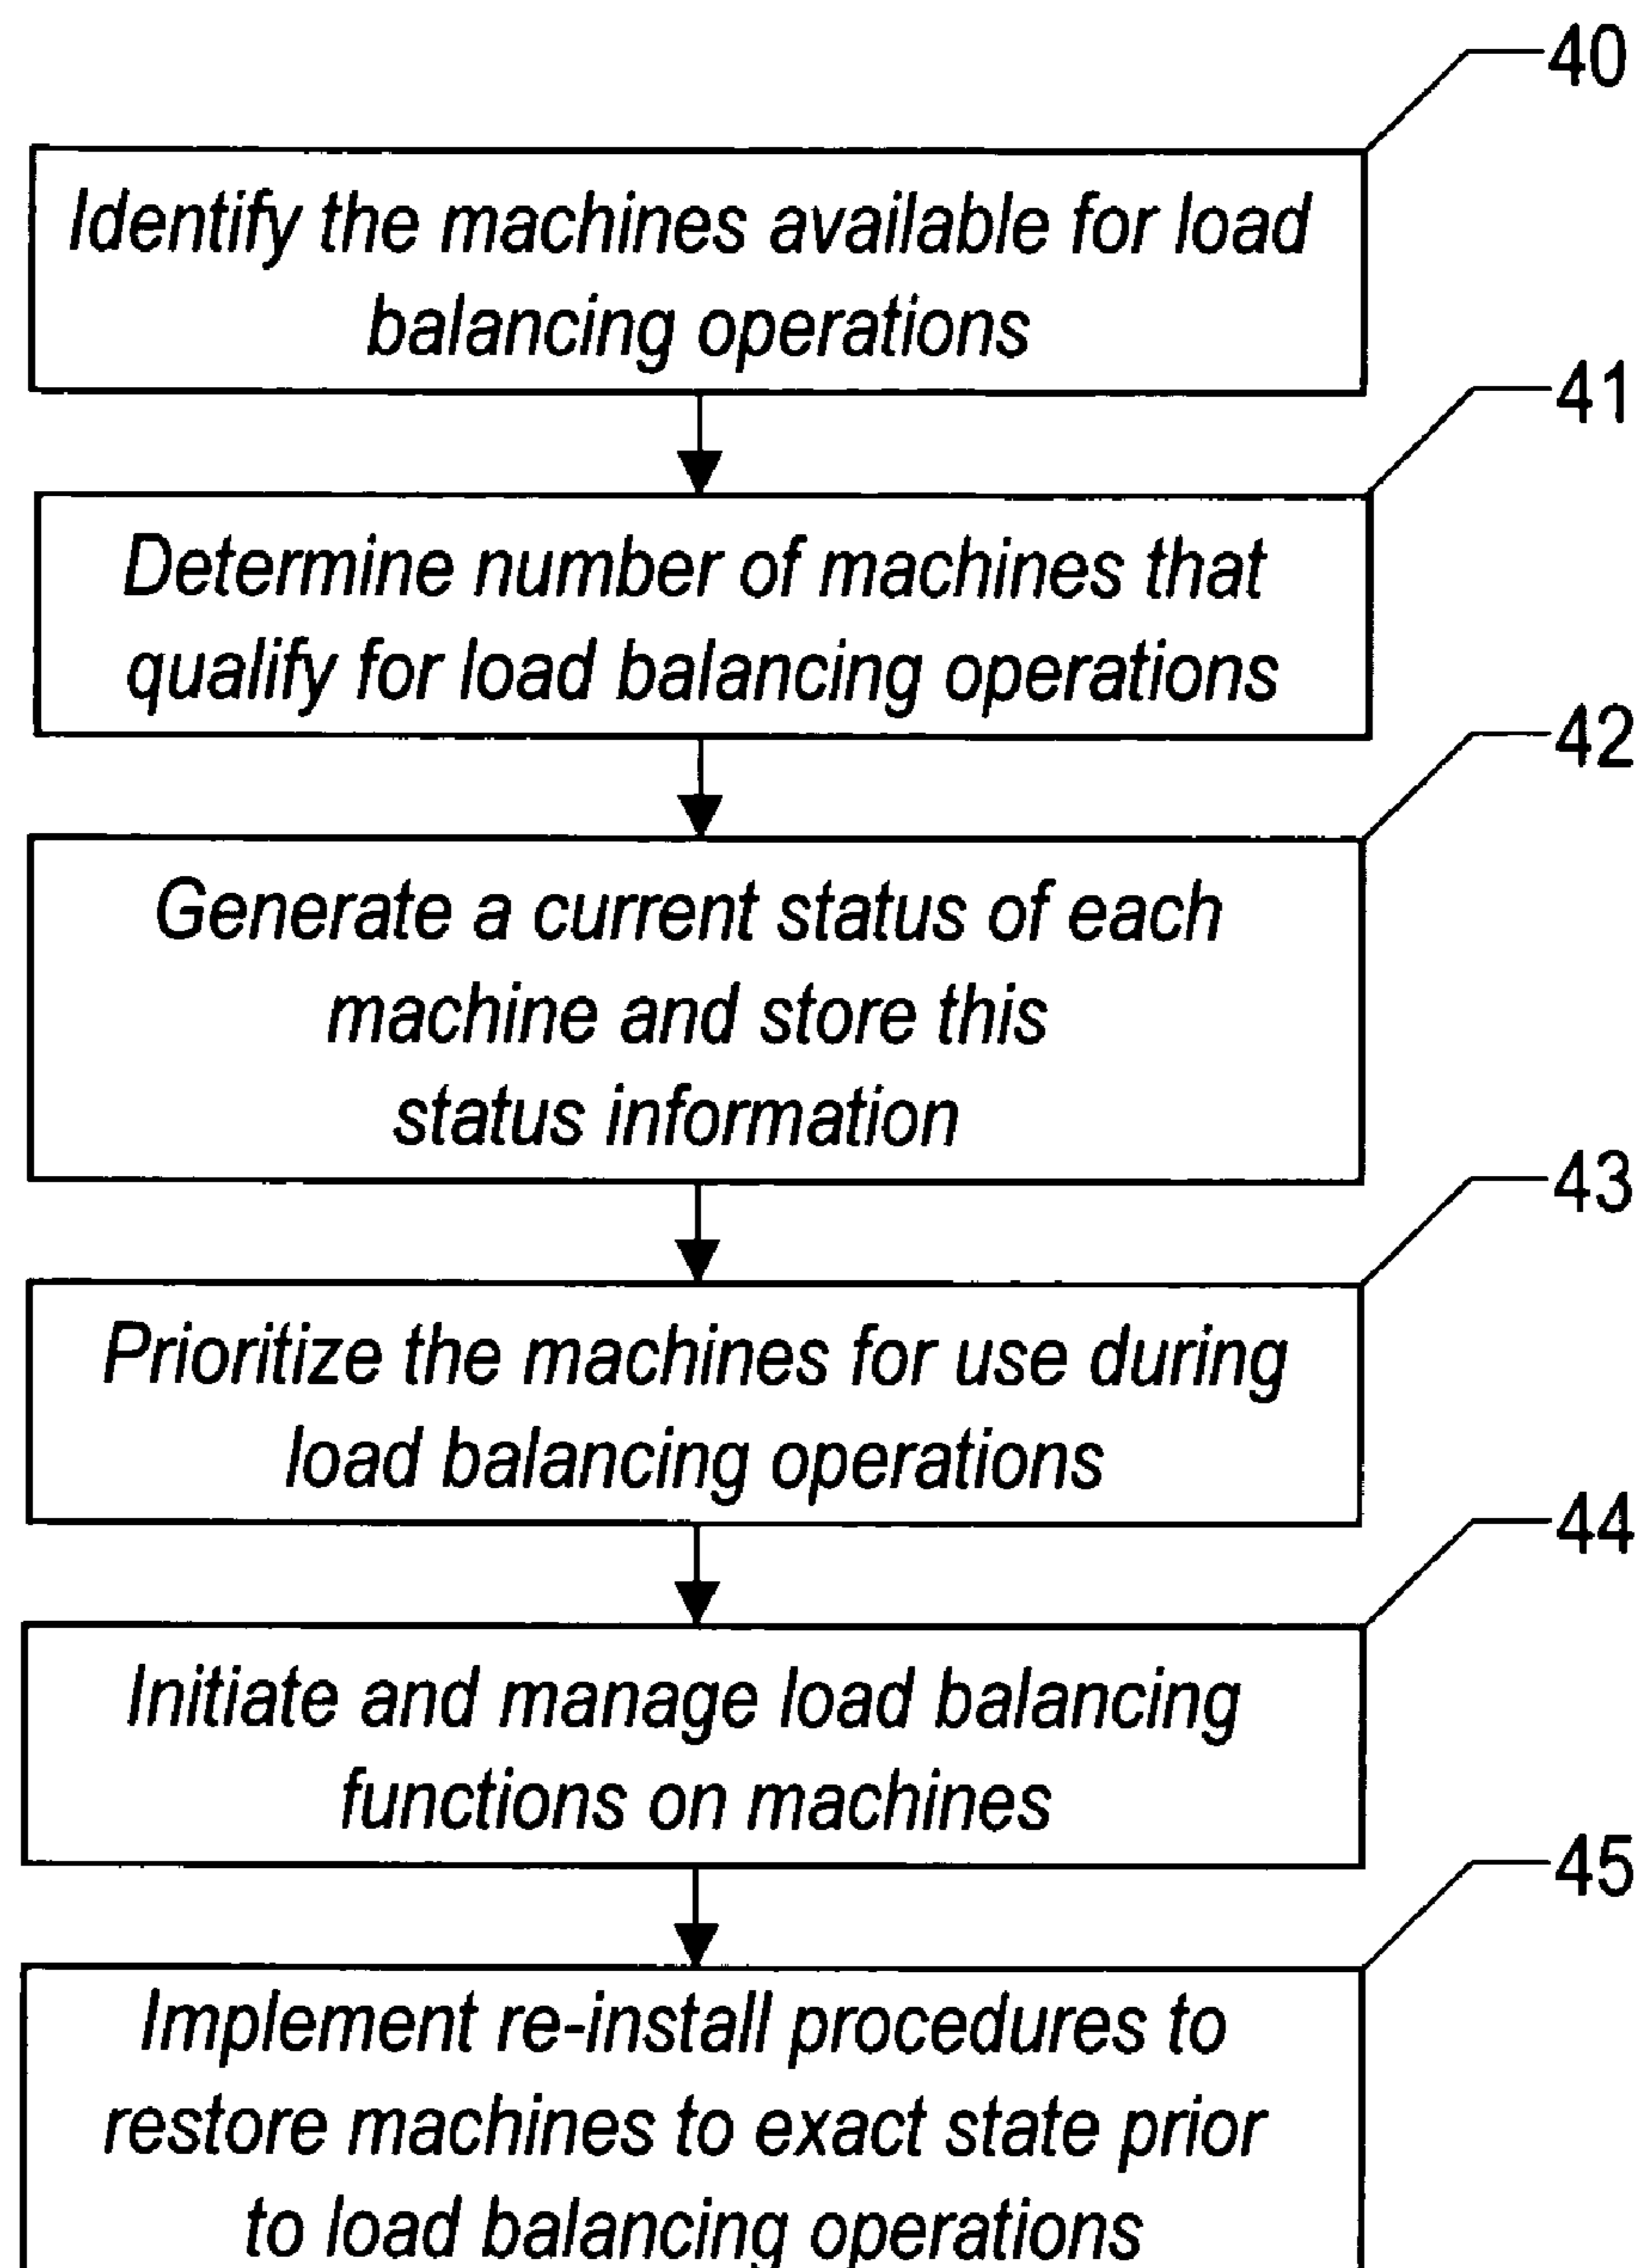 40
Identify the machines available for load
balancing operations
41
Determine number of machines that
qualify for load balancing operations
42
Generate a current status of each
machine and store this
status information
43
Prioritize the machines for use during
load balancing operations
44
Initiate and manage load balancing
functions on machines
45
Implement re-install procedures to
restore machines to exact state prior
to load balancing operations